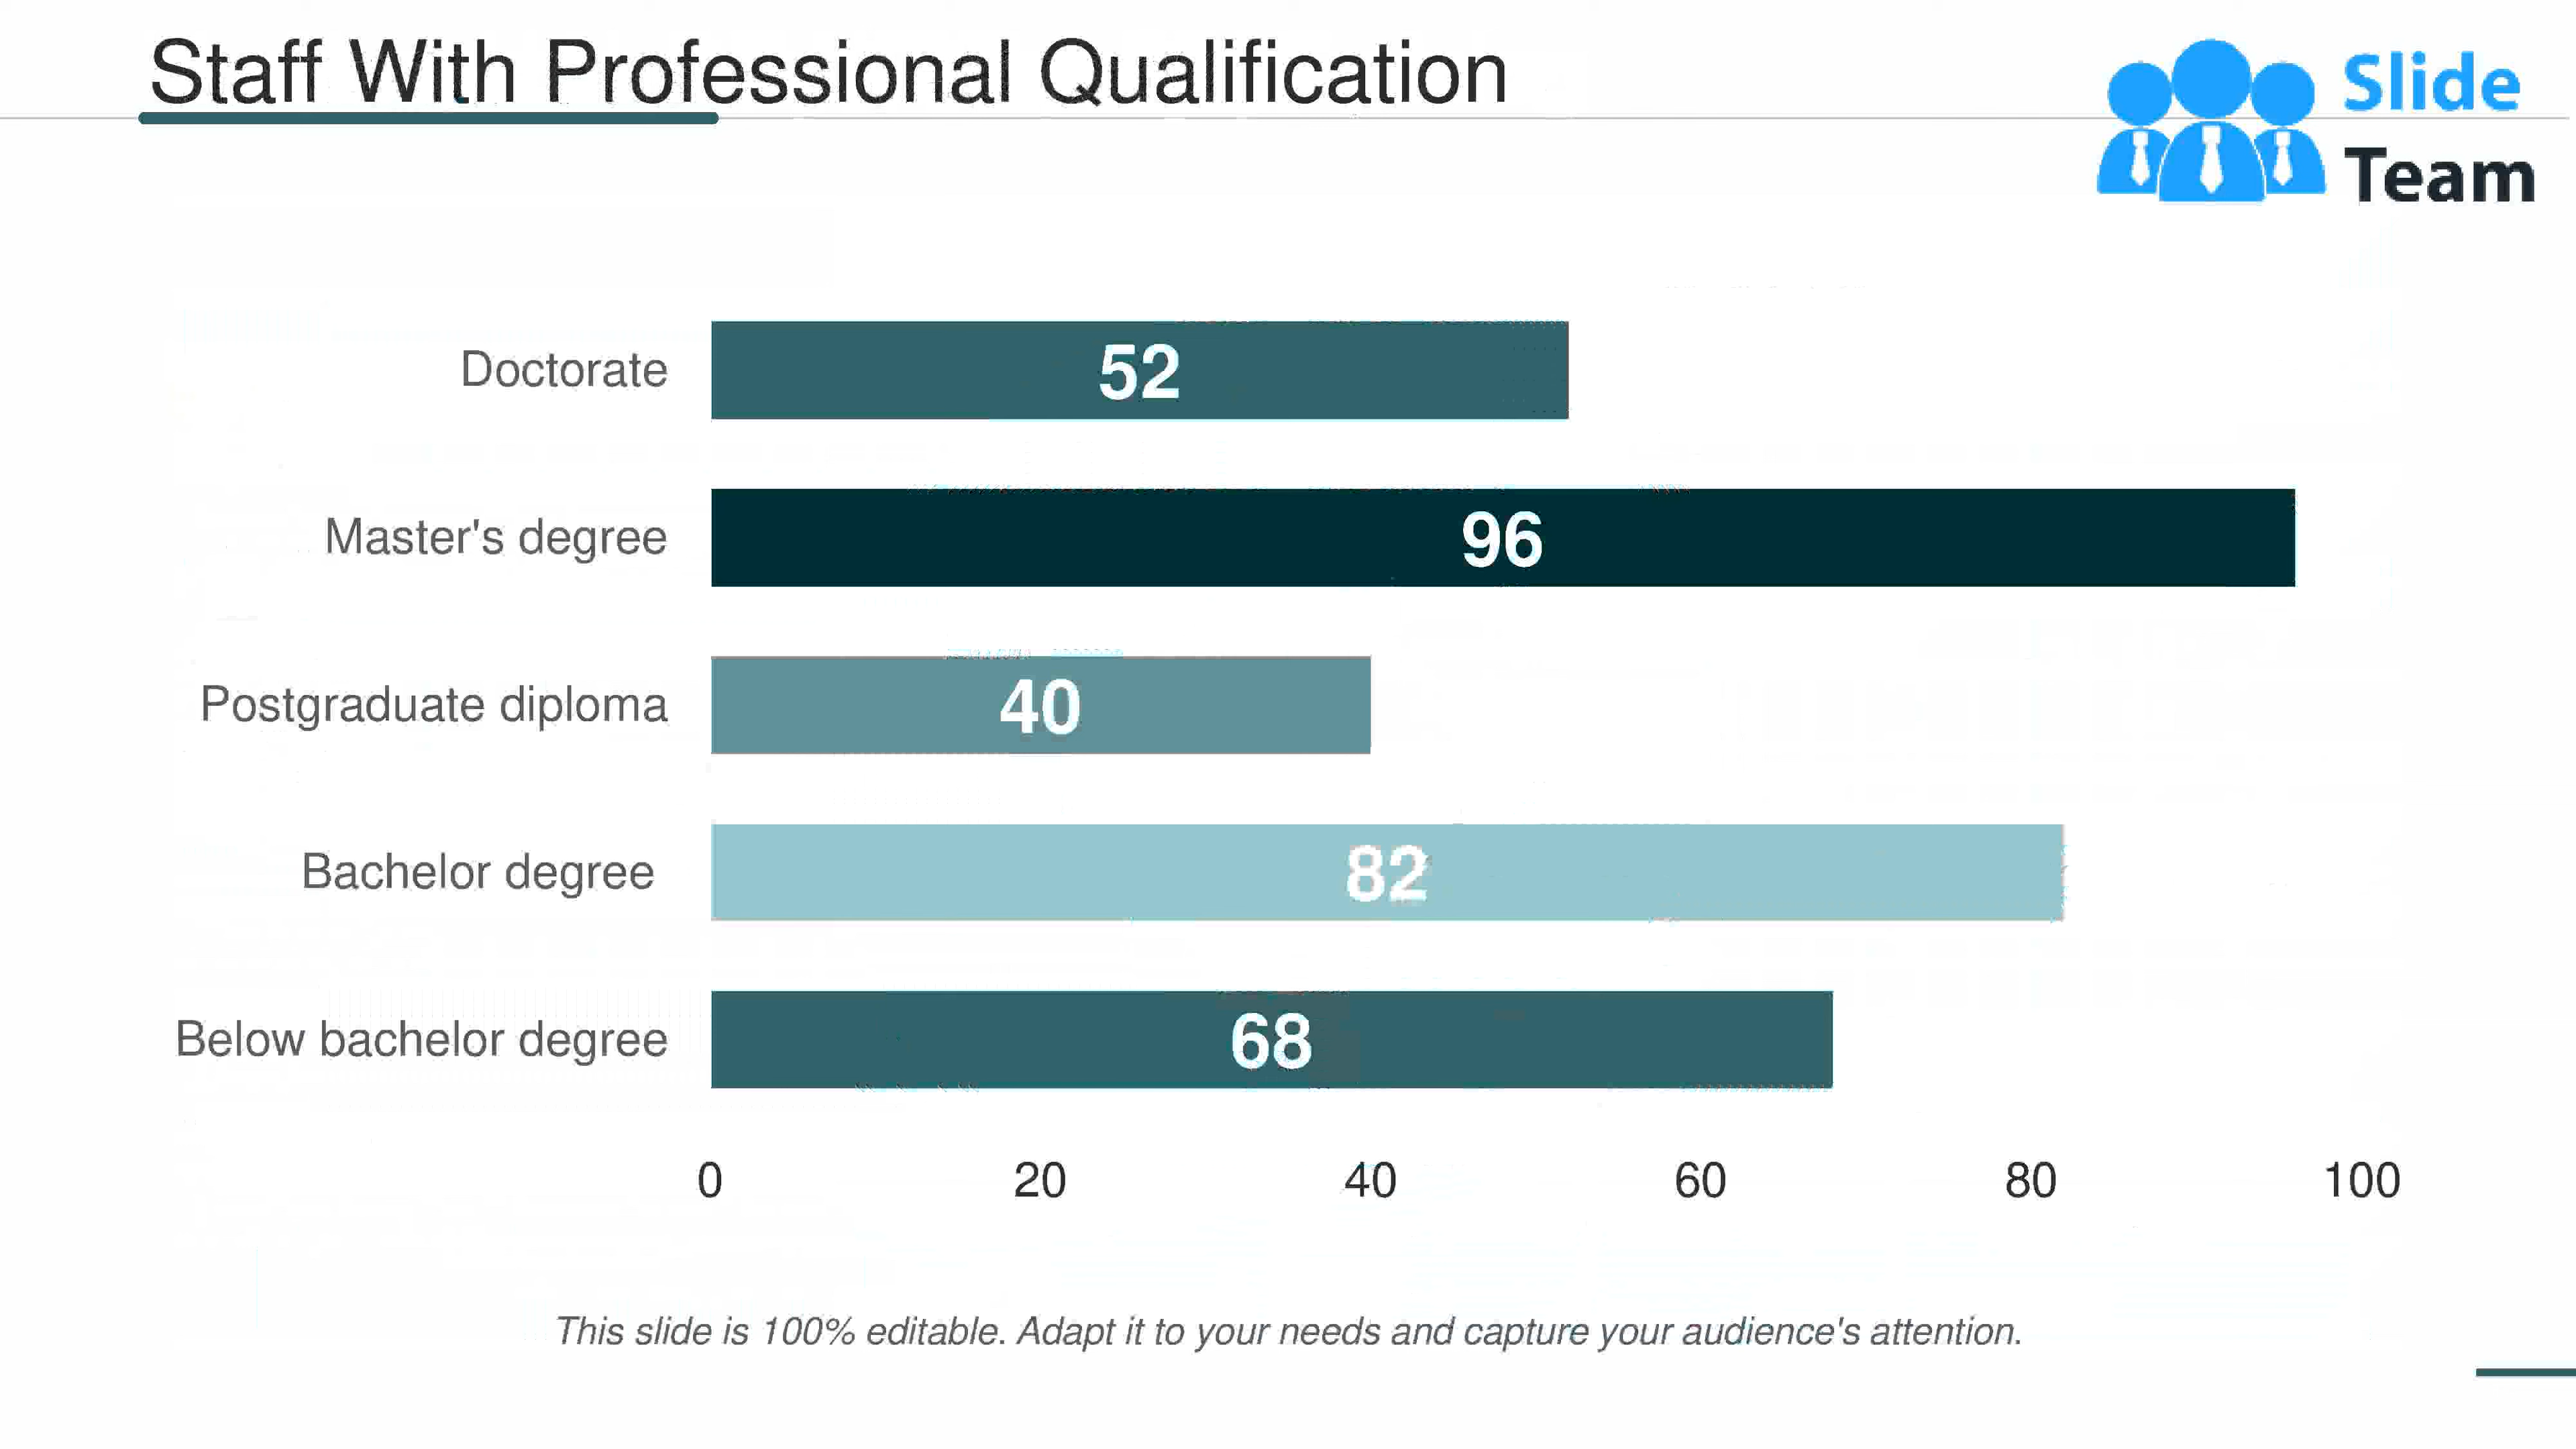 Staff With Professional Qualification
Slide
Team
Doctorate 52
Master's degree 96
Postgraduate diploma 40
Bachelor degree 82
Below bachelor degree 68
0 20 40 60 80 100
This slide is 100% editable. Adapt it to your needs and capture your audience's attention.